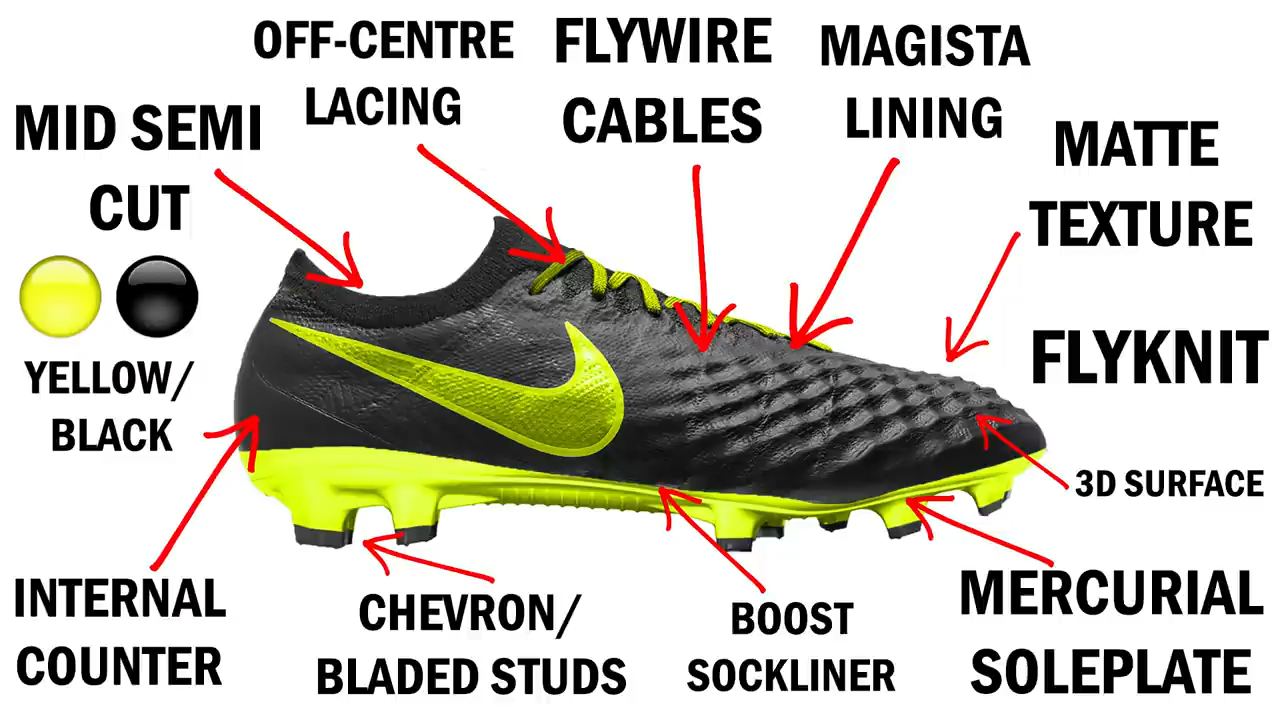 OFF-CENTRE
LACING
FLYWIRE
CABLES
MAGISTA
LINING
MID SEMI
CUT
MATTE
TEXTURE
YELLOW/
BLACK
FLYKNIT
3D SURFACE
INTERNAL
COUNTER
CHEVRON/
BLADED STUDS
BOOST
SOCKLINER
MERCURIAL
SOLEPLATE